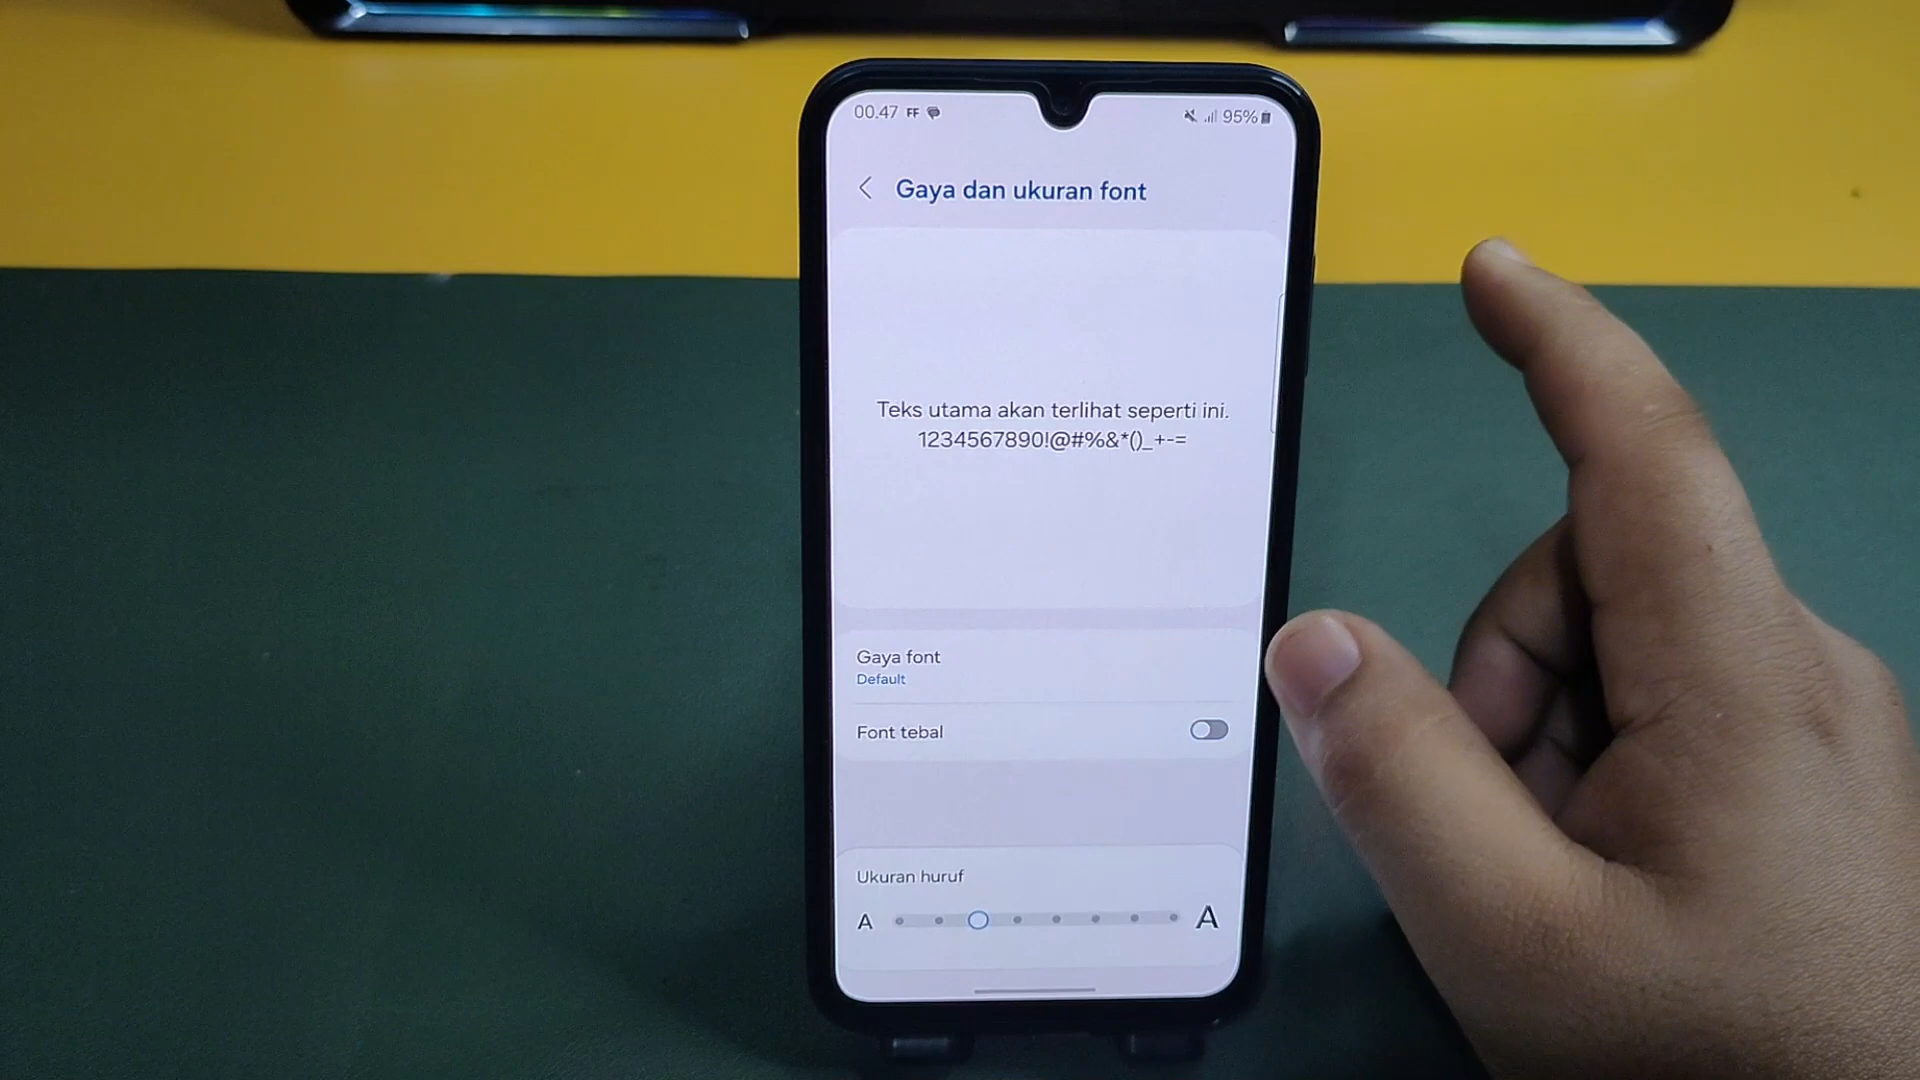 00.47 FF 95%
Gaya dan ukuran font
Teks utama akan terlihat seperti ini.
1234567890!@#%&*()_+-=
Gaya font
Default
Font tebal
Ukuran huruf
A A